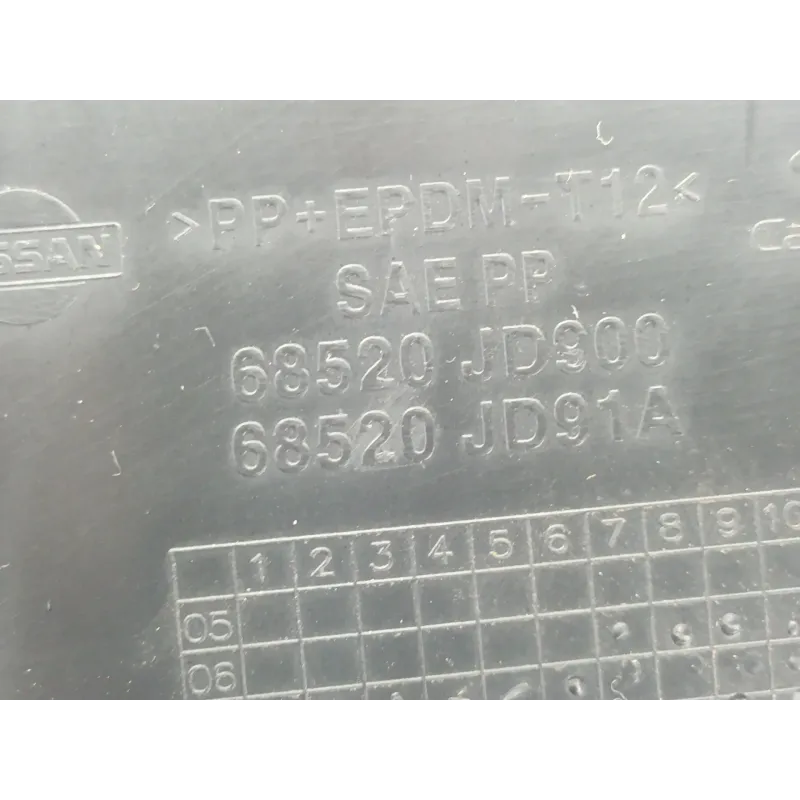 >PP+EPDM-T12<
SAE PP
68520 JD900
68520 JD91A
1 2 3 4 5 6 7 8 9 10
05
06